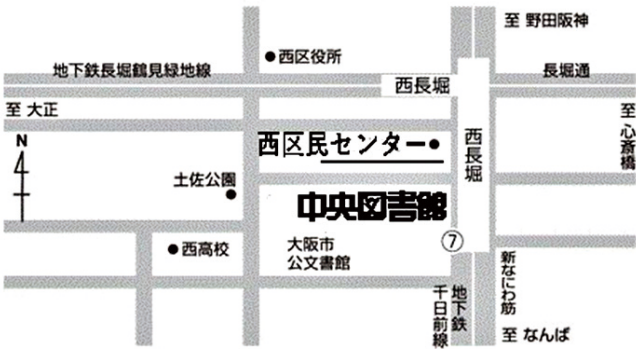 至 野田阪神
西区役所
地下鉄長堀鶴見緑地線
西長堀
長堀通
至 大正
至 心斎橋
N
西区民センター
西長堀
土佐公園
中央図書館
⑦
西高校
大阪市
公文書館
新なにわ筋
地下鉄
千日前線
至 なんば